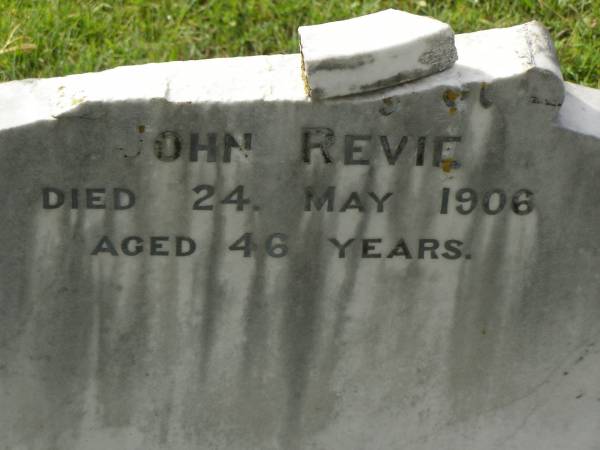 JOHN REVIE
DIED 24. MAY 1906
AGED 46 YEARS.